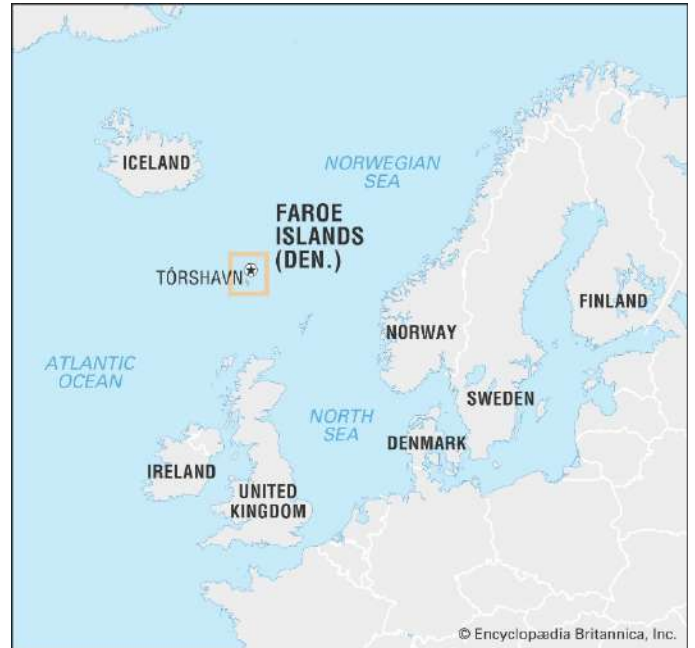 ICELAND
NORWEGIAN
SEA
FAROE
ISLANDS
(DEN.)
TÓRSHAVN
FINLAND
NORWAY
ATLANTIC
OCEAN
SWEDEN
NORTH
SEA
DENMARK
IRELAND
UNITED
KINGDOM
© Encyclopædia Britannica, Inc.